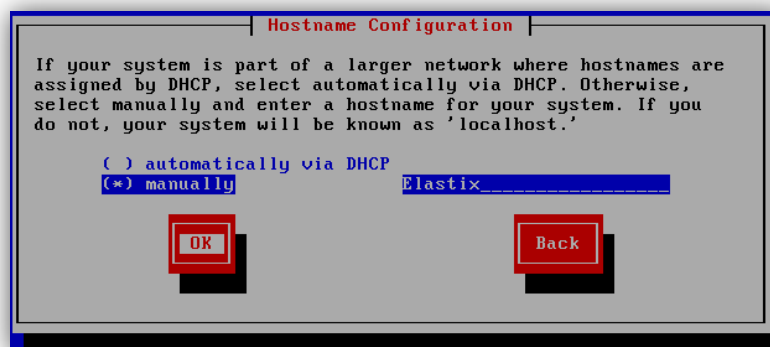 Hostname Configuration
If your system is part of a larger network where hostnames are
assigned by DHCP, select automatically via DHCP. Otherwise,
select manually and enter a hostname for your system. If you
do not, your system will be known as 'localhost.'
( ) automatically via DHCP
(*) manually Elastix_________________
OK Back